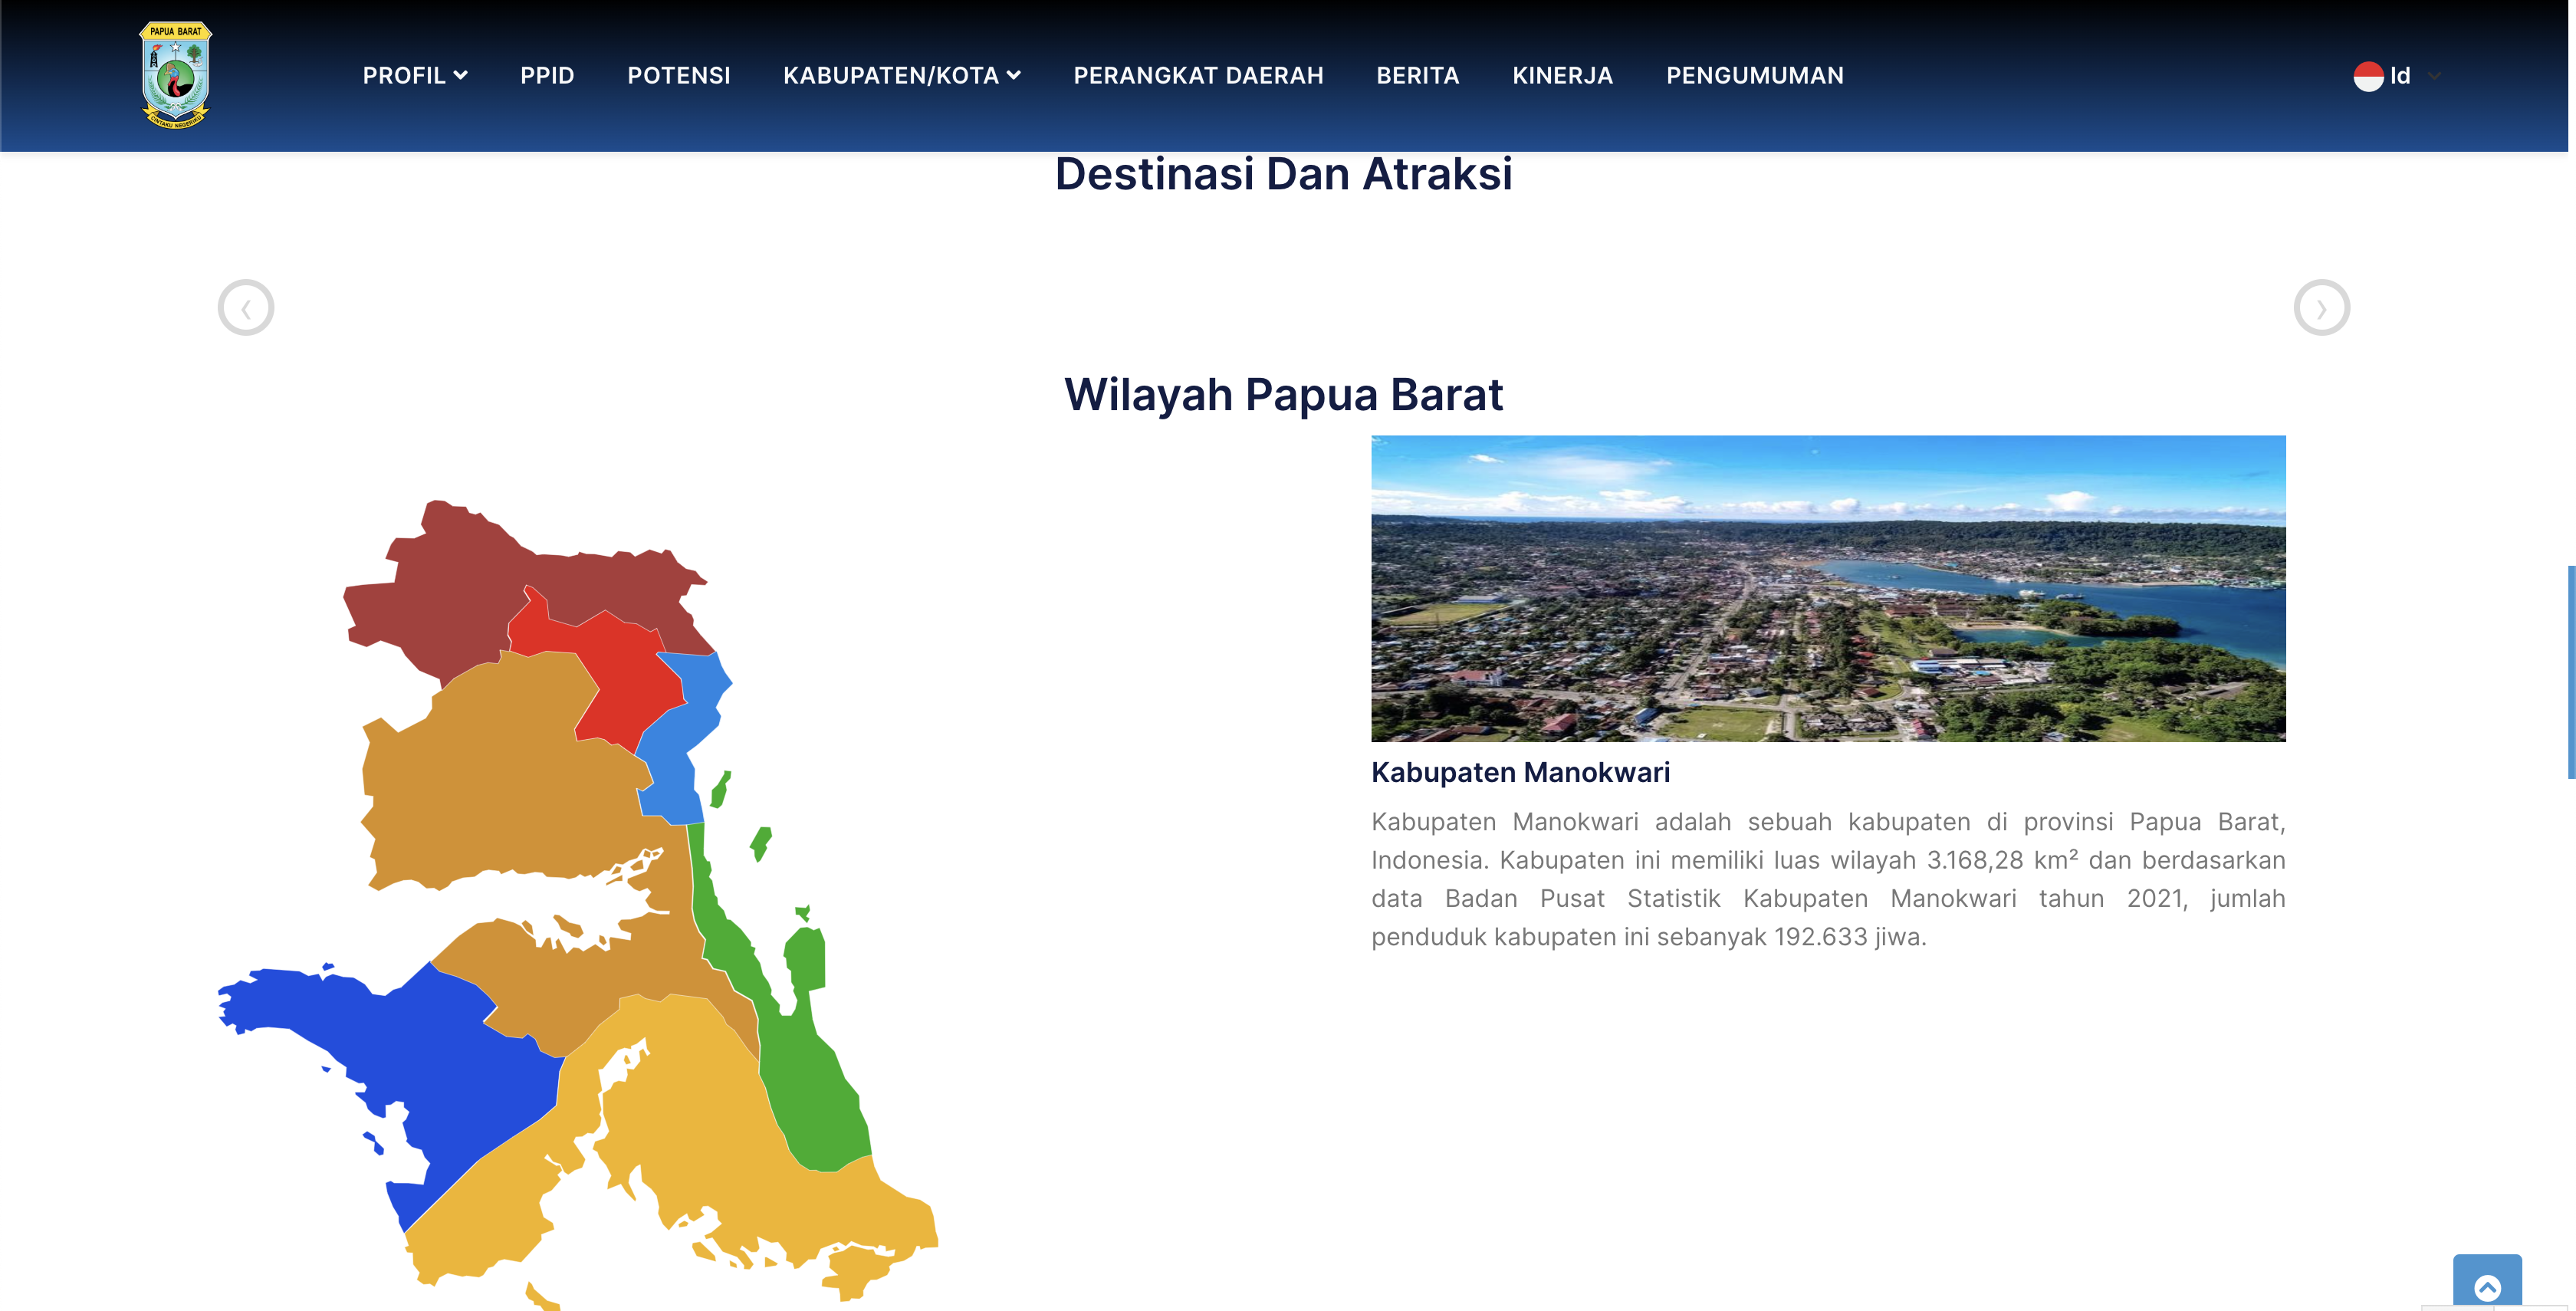 PAPUA BARAT
CINTAKU NEGERIKU
PROFIL PPID POTENSI KABUPATEN/KOTA PERANGKAT DAERAH BERITA KINERJA PENGUMUMAN Id
Destinasi Dan Atraksi
Wilayah Papua Barat
Kabupaten Manokwari
Kabupaten Manokwari adalah sebuah kabupaten di provinsi Papua Barat,
Indonesia. Kabupaten ini memiliki luas wilayah 3.168,28 km² dan berdasarkan
data Badan Pusat Statistik Kabupaten Manokwari tahun 2021, jumlah
penduduk kabupaten ini sebanyak 192.633 jiwa.